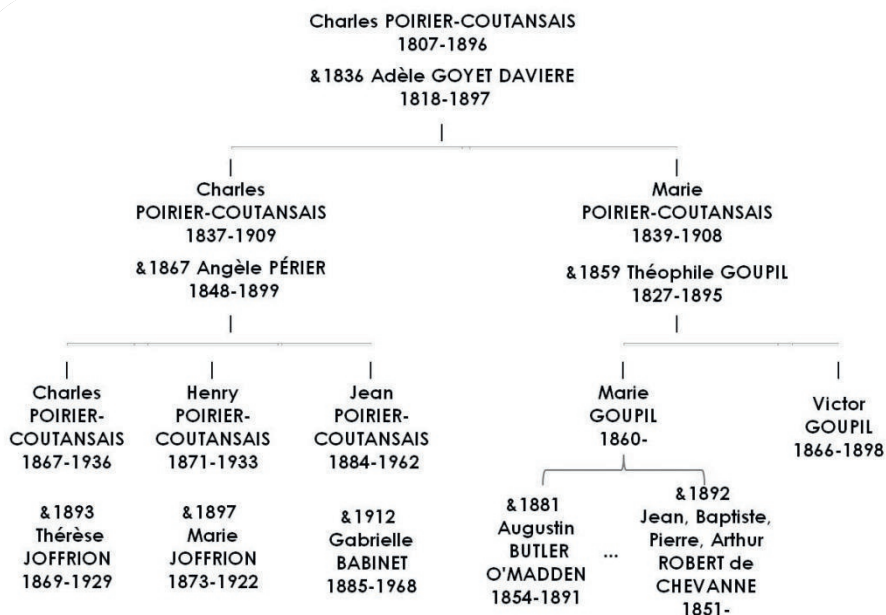 Charles POIRIER-COUTANSAIS
1807-1896
&1836 Adèle GOYET DAVIERE
1818-1897
Charles
POIRIER-COUTANSAIS
1837-1909
&1867 Angèle PÉRIER
1848-1899
Marie
POIRIER-COUTANSAIS
1839-1908
&1859 Théophile GOUPIL
1827-1895
Charles
POIRIER-
COUTANSAIS
1867-1936
&1893
Thérèse
JOFFRION
1869-1929
Henry
POIRIER-
COUTANSAIS
1871-1933
&1897
Marie
JOFFRION
1873-1922
Jean
POIRIER-
COUTANSAIS
1884-1962
&1912
Gabrielle
BABINET
1885-1968
Marie
GOUPIL
1860-
&1881
Augustin
BUTLER
O'MADDEN
1854-1891
...
&1892
Jean, Baptiste,
Pierre, Arthur
ROBERT de
CHEVANNE
1851-
Victor
GOUPIL
1866-1898